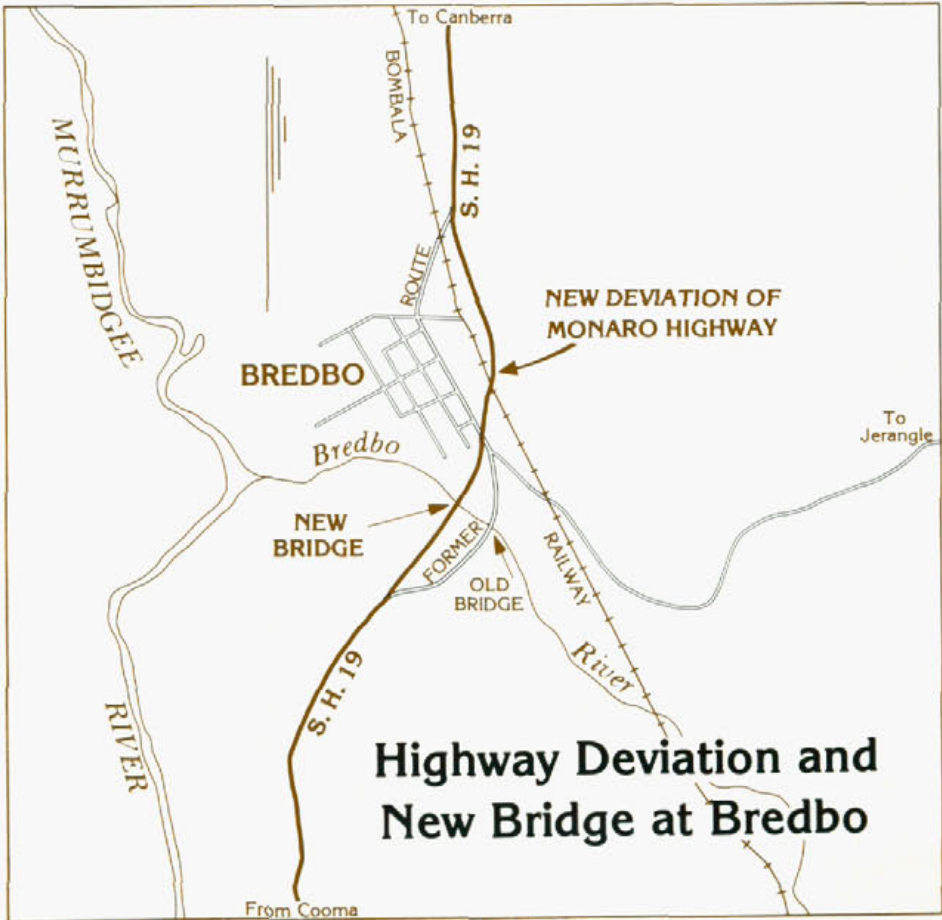 To Canberra
BOMBALA
MURRUMBIDGEE
S. H. 19
ROUTE
NEW DEVIATION OF
MONARO HIGHWAY
BREDBO
To
Jerangle
Bredbo
NEW
BRIDGE
FORMER
RAILWAY
OLD
BRIDGE
River
S. H. 19
RIVER
Highway Deviation and
New Bridge at Bredbo
From Cooma